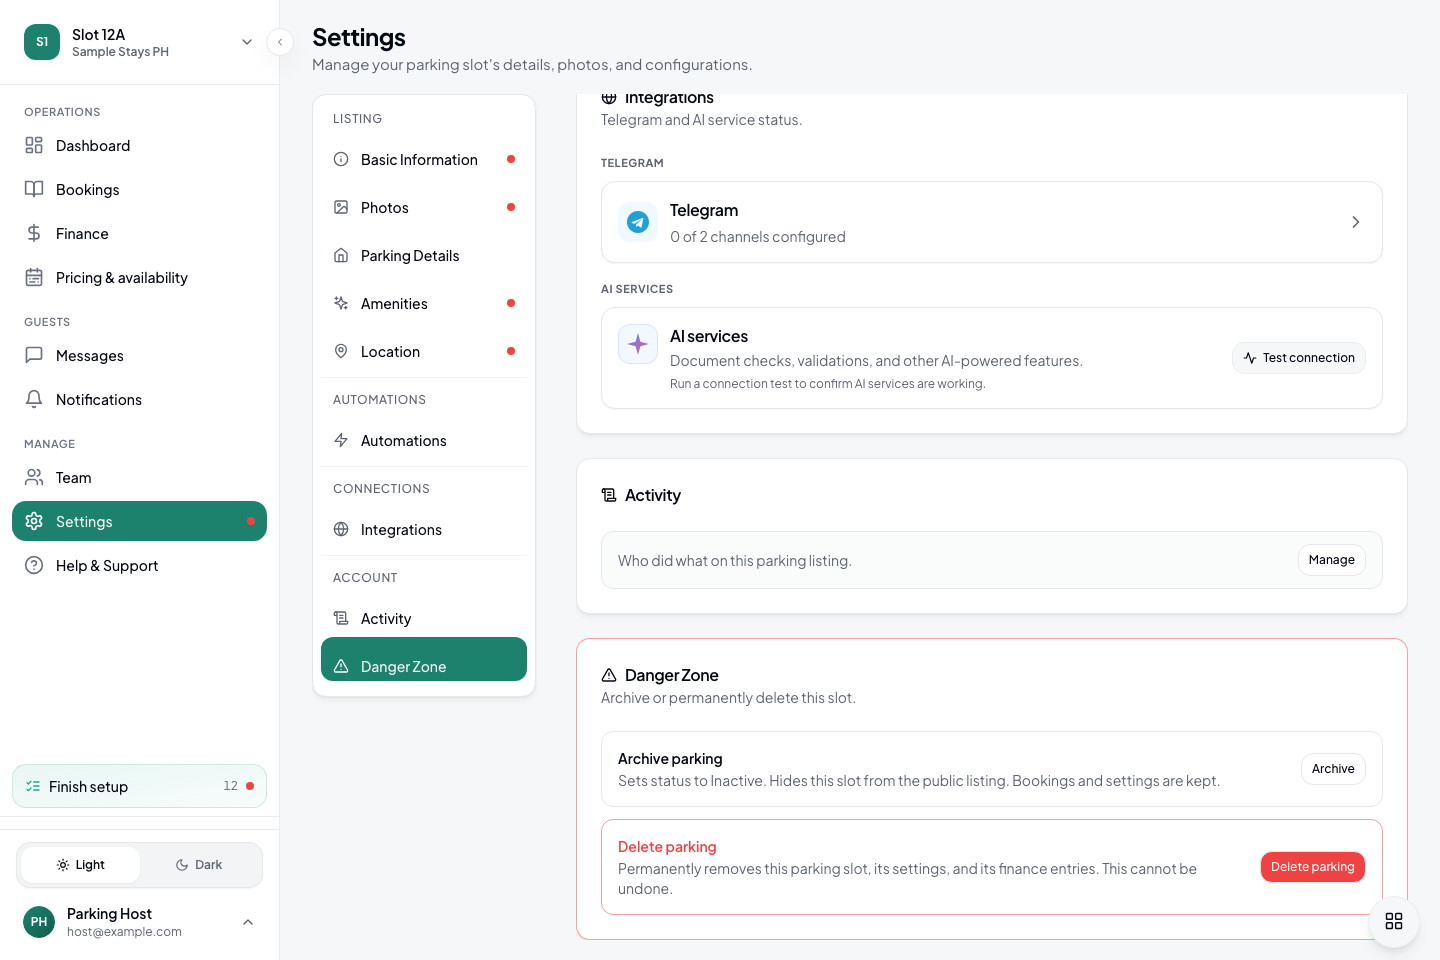 S1
Slot 12A
Sample Stays PH
OPERATIONS
Dashboard
Bookings
Finance
Pricing & availability
GUESTS
Messages
Notifications
MANAGE
Team
Settings
Help & Support
Finish setup
12
Light
Dark
PH
Parking Host
host@example.com
Settings
Manage your parking slot's details, photos, and configurations.
LISTING
Basic Information
Photos
Parking Details
Amenities
Location
AUTOMATIONS
Automations
CONNECTIONS
Integrations
ACCOUNT
Activity
Danger Zone
Integrations
Telegram and AI service status.
TELEGRAM
Telegram
0 of 2 channels configured
AI SERVICES
AI services
Document checks, validations, and other AI-powered features.
Run a connection test to confirm AI services are working.
Test connection
Activity
Who did what on this parking listing.
Manage
Danger Zone
Archive or permanently delete this slot.
Archive parking
Sets status to Inactive. Hides this slot from the public listing. Bookings and settings are kept.
Archive
Delete parking
Permanently removes this parking slot, its settings, and its finance entries. This cannot be
undone.
Delete parking